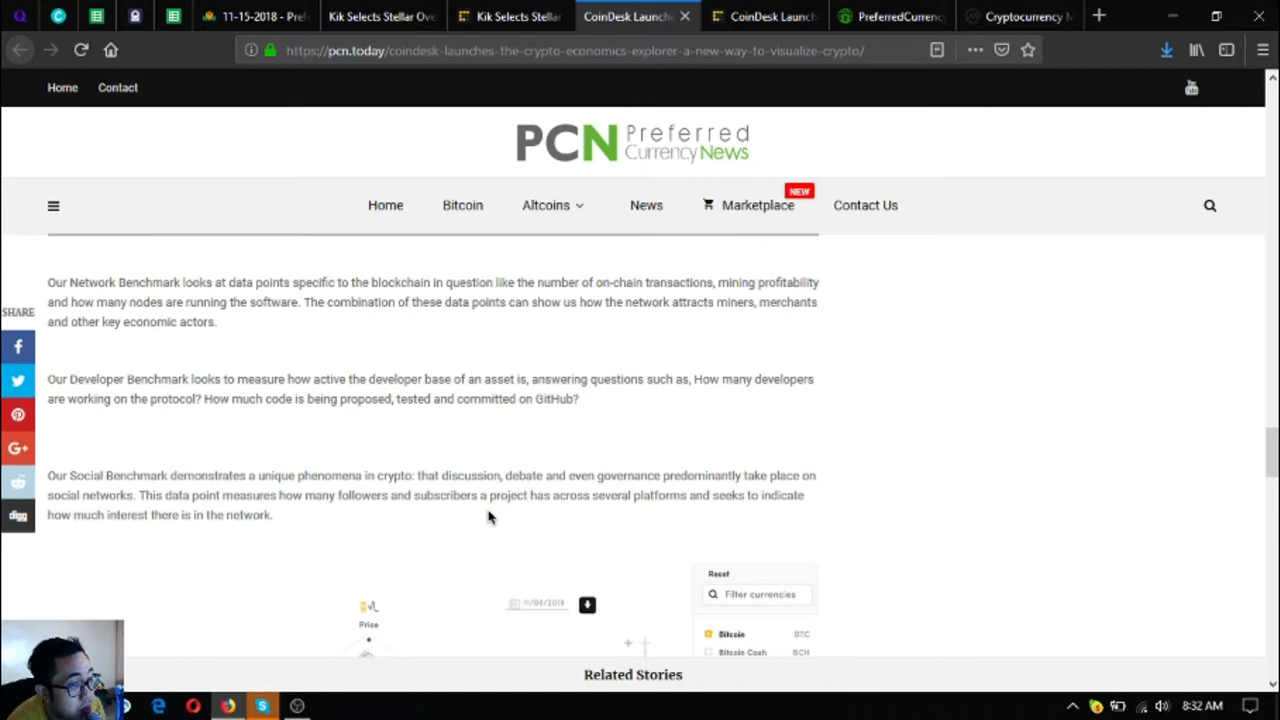 11-15-2018 - Pref
Kik Selects Stellar Ove
Kik Selects Stellar
CoinDesk Launch
CoinDesk Launch
PreferredCurrenc
Cryptocurrency M
https://pcn.today/coindesk-launches-the-crypto-economics-explorer-a-new-way-to-visualize-crypto/
Home Contact
PCN Preferred
Currency News
NEW
Home Bitcoin Altcoins News Marketplace Contact Us
Our Network Benchmark looks at data points specific to the blockchain in question like the number of on-chain transactions, mining profitability
and how many nodes are running the software. The combination of these data points can show us how the network attracts miners, merchants
and other key economic actors.
SHARE
Our Developer Benchmark looks to measure how active the developer base of an asset is, answering questions such as, How many developers
are working on the protocol? How much code is being proposed, tested and committed on GitHub?
Our Social Benchmark demonstrates a unique phenomena in crypto: that discussion, debate and even governance predominantly take place on
social networks. This data point measures how many followers and subscribers a project has across several platforms and seeks to indicate
how much interest there is in the network.
G+
digg
Reset
Filter currencies
11/08/2018
Price
Bitcoin BTC
Bitcoin Cash BCH
Related Stories
8:32 AM